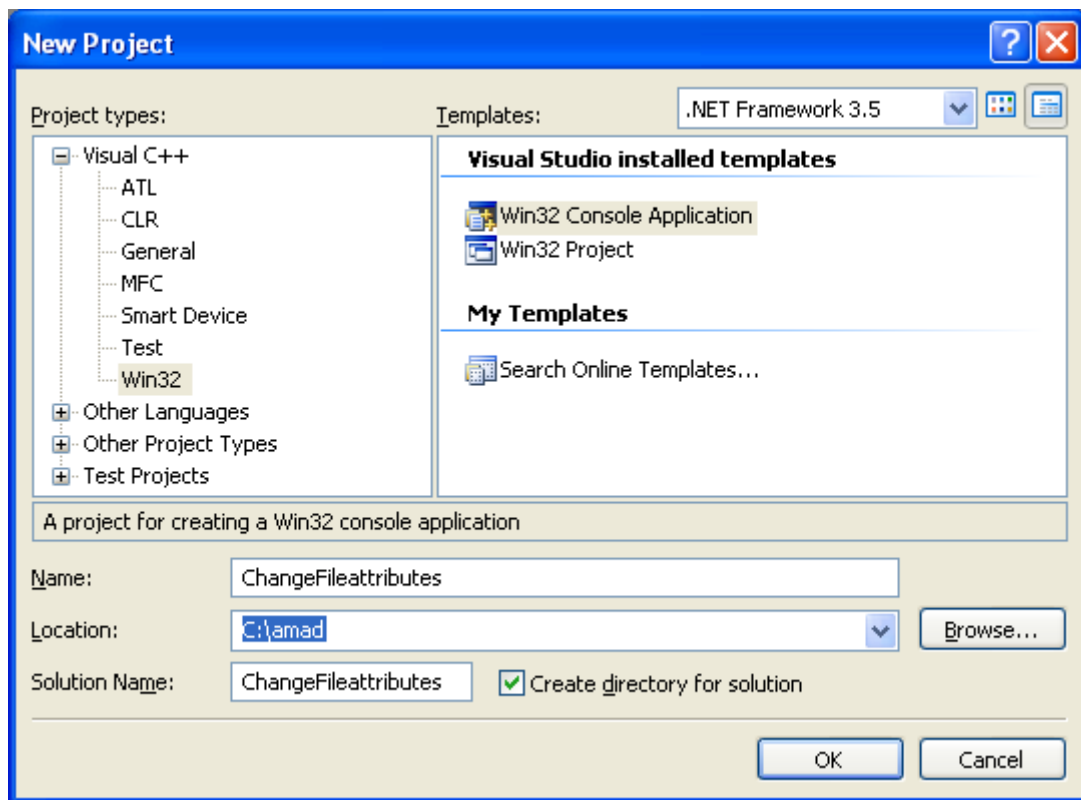 New Project
Project types:
Templates:
.NET Framework 3.5
Visual C++
ATL
CLR
General
MFC
Smart Device
Test
Win32
Other Languages
Other Project Types
Test Projects
Visual Studio installed templates
Win32 Console Application
Win32 Project
My Templates
Search Online Templates...
A project for creating a Win32 console application
Name:
ChangeFileattributes
Location:
C:\amad
Browse...
Solution Name:
ChangeFileattributes
Create directory for solution
OK
Cancel